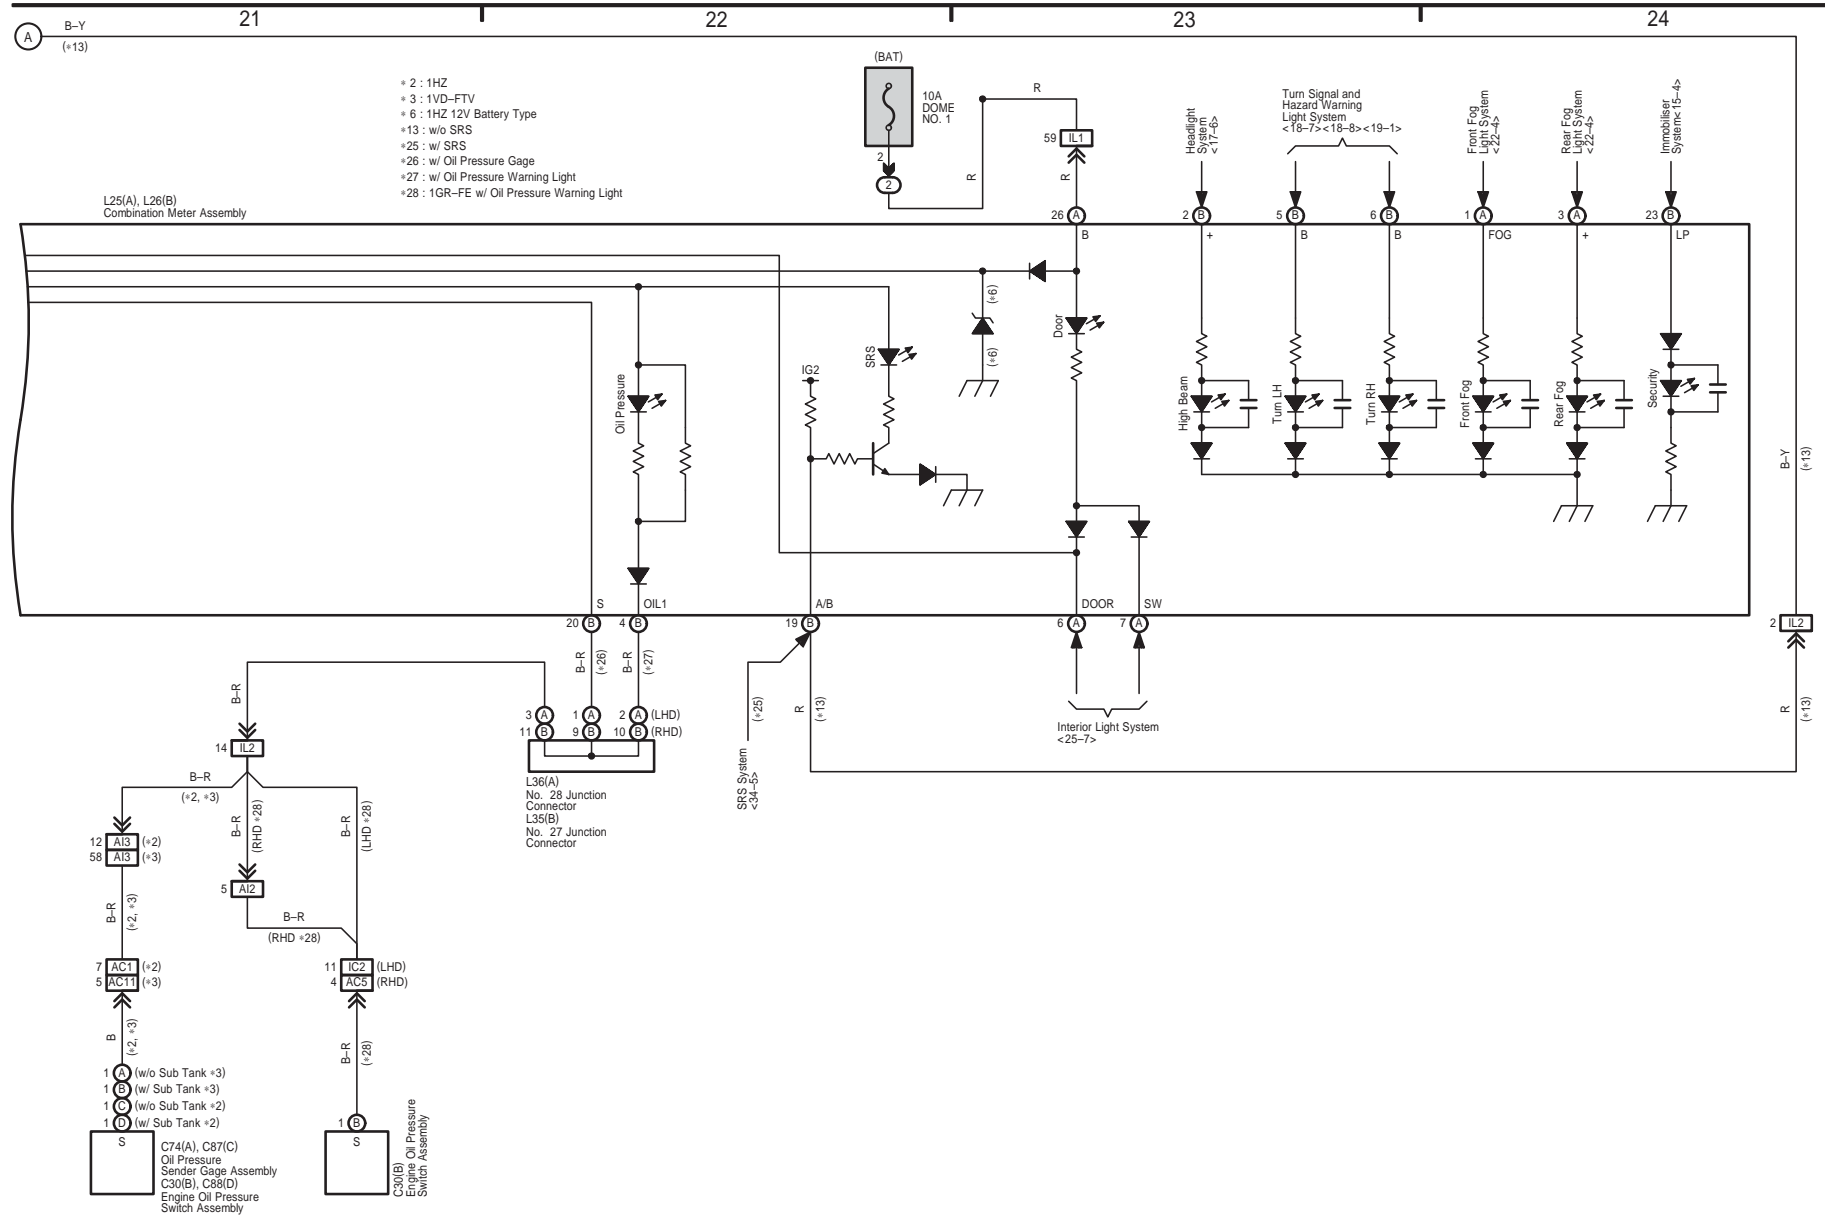 21
22
23
24
A
B–Y
(*13)
* 2 : 1HZ
* 3 : 1VD–FTV
* 6 : 1HZ 12V Battery Type
*13 : w/o SRS
*25 : w/ SRS
*26 : w/ Oil Pressure Gage
*27 : w/ Oil Pressure Warning Light
*28 : 1GR–FE w/ Oil Pressure Warning Light
(BAT)
10A
DOME
NO. 1
2
2
R
R
59 IL1
R
Headlight
System
<17–6>
Turn Signal and
Hazard Warning
Light System
<18–7><18–8><19–1>
Front Fog
Light System
<22–4>
Rear Fog
Light System
<22–4>
Immobiliser
System<15–4>
L25(A), L26(B)
Combination Meter Assembly
26 A
2 B
5 B
6 B
1 A
3 A
23 B
B
+
B
B
FOG
+
LP
(*6)
(*6)
Door
SRS
IG2
Oil Pressure
High Beam
Turn LH
Turn RH
Front Fog
Rear Fog
Security
B–Y
(*13)
S
OIL1
A/B
DOOR
SW
20 B
4 B
19 B
6 A
7 A
2 IL2
B–R
(*26)
B–R
(*27)
B–R
3 A
1 A
2 A (LHD)
11 B
9 B
10 B (RHD)
L36(A)
No. 28 Junction
Connector
L35(B)
No. 27 Junction
Connector
(*25)
SRS System
<34–5>
R
(*13)
Interior Light System
<25–7>
R
(*13)
14 IL2
B–R
(*2, *3)
B–R
(RHD *28)
B–R
(LHD *28)
12 AI3 (*2)
58 AI3 (*3)
5 AI2
B–R
(*2, *3)
B–R
(RHD *28)
7 AC1 (*2)
5 AC11 (*3)
11 IC2 (LHD)
4 AC5 (RHD)
B
(*2, *3)
B–R
(*28)
1 A (w/o Sub Tank *3)
1 B (w/ Sub Tank *3)
1 C (w/o Sub Tank *2)
1 D (w/ Sub Tank *2)
S
C74(A), C87(C)
Oil Pressure
Sender Gage Assembly
C30(B), C88(D)
Engine Oil Pressure
Switch Assembly
1 B
S
C30(B)
Engine Oil Pressure
Switch Assembly